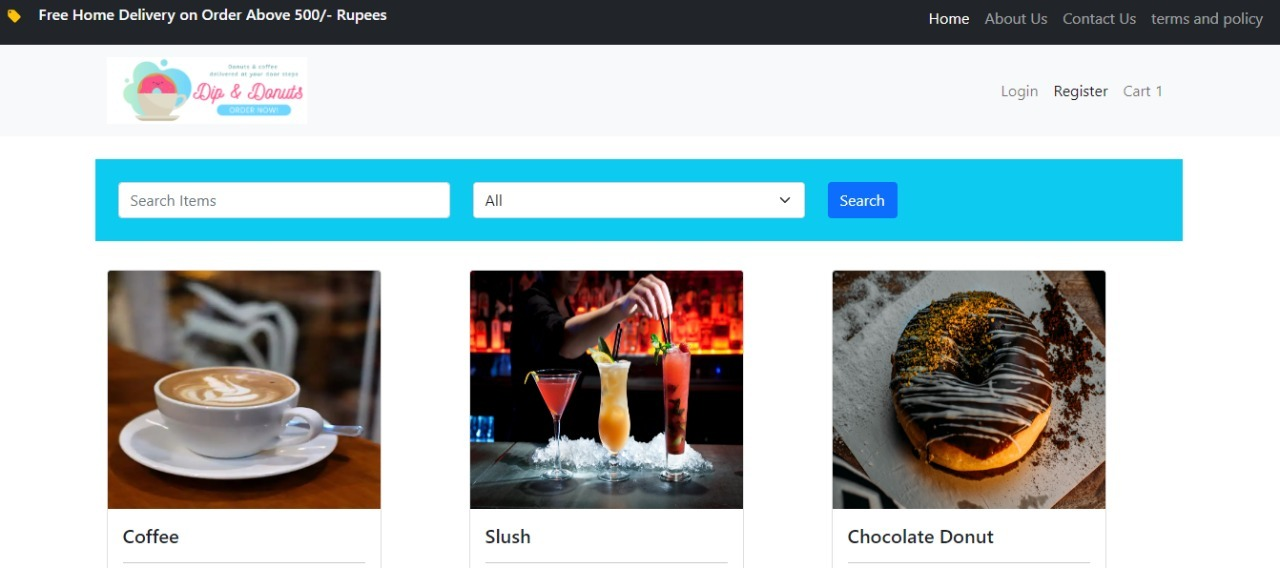 Free Home Delivery on Order Above 500/- Rupees
Home About Us Contact Us terms and policy
Donuts & coffee
delivered at your door steps
Dip & Donuts
ORDER NOW!
Login Register Cart 1
Search Items All Search
Coffee Slush Chocolate Donut